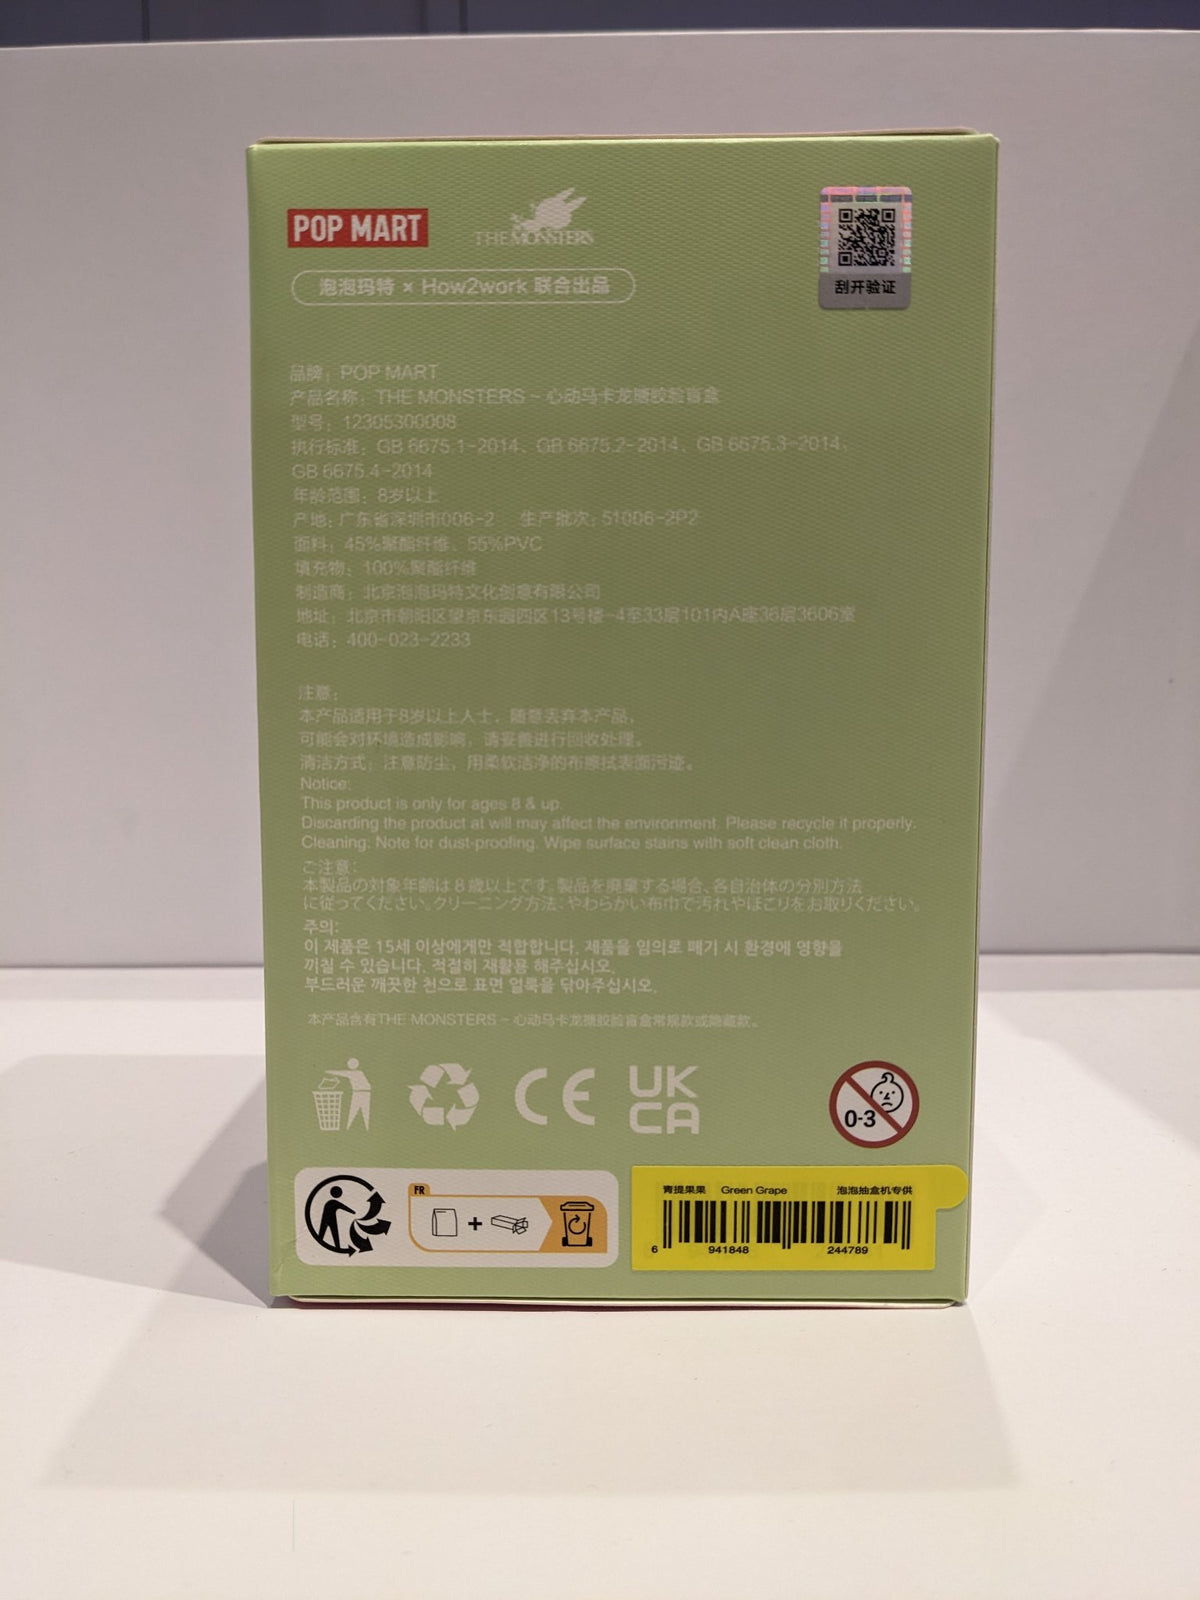 POP MART
THE MONSTERS
刮开验证
泡泡玛特 × How2work 联合出品
品牌：POP MART
产品名称：THE MONSTERS - 心动马卡龙搪胶脸盲盒
型号：12305300008
执行标准：GB 6675.1-2014、GB 6675.2-2014、GB 6675.3-2014、
GB 6675.4-2014
年龄范围：8岁以上
产地：广东省深圳市006-2 生产批次：51006-2P2
面料：45%聚酯纤维、55%PVC
填充物：100%聚酯纤维
制造商：北京泡泡玛特文化创意有限公司
地址：北京市朝阳区望京东园四区13号楼-4至33层101内A座36层3606室
电话：400-023-2233
注意：
本产品适用于8岁以上人士，随意丢弃本产品，
可能会对环境造成影响，请妥善进行回收处理。
清洁方式：注意防尘，用柔软洁净的布擦拭表面污迹。
Notice:
This product is only for ages 8 & up.
Discarding the product at will may affect the environment. Please recycle it properly.
Cleaning: Note for dust-proofing. Wipe surface stains with soft clean cloth.
ご注意：
本製品の対象年齢は8歳以上です。製品を廃棄する場合、各自治体の分別方法
に従ってください。クリーニング方法：やわらかい布巾で汚れやほこりをお取りください。
주의:
이 제품은 15세 이상에게만 적합합니다. 제품을 임의로 폐기 시 환경에 영향을
끼칠 수 있습니다. 적절히 재활용 해주십시오.
부드러운 깨끗한 천으로 표면 얼룩을 닦아주십시오.
本产品含有THE MONSTERS - 心动马卡龙搪胶脸盲盒常规款或隐藏款。
CE
UK
CA
0-3
FR
+
青提果果 Green Grape 泡泡抽盒机专供
6 941848 244789